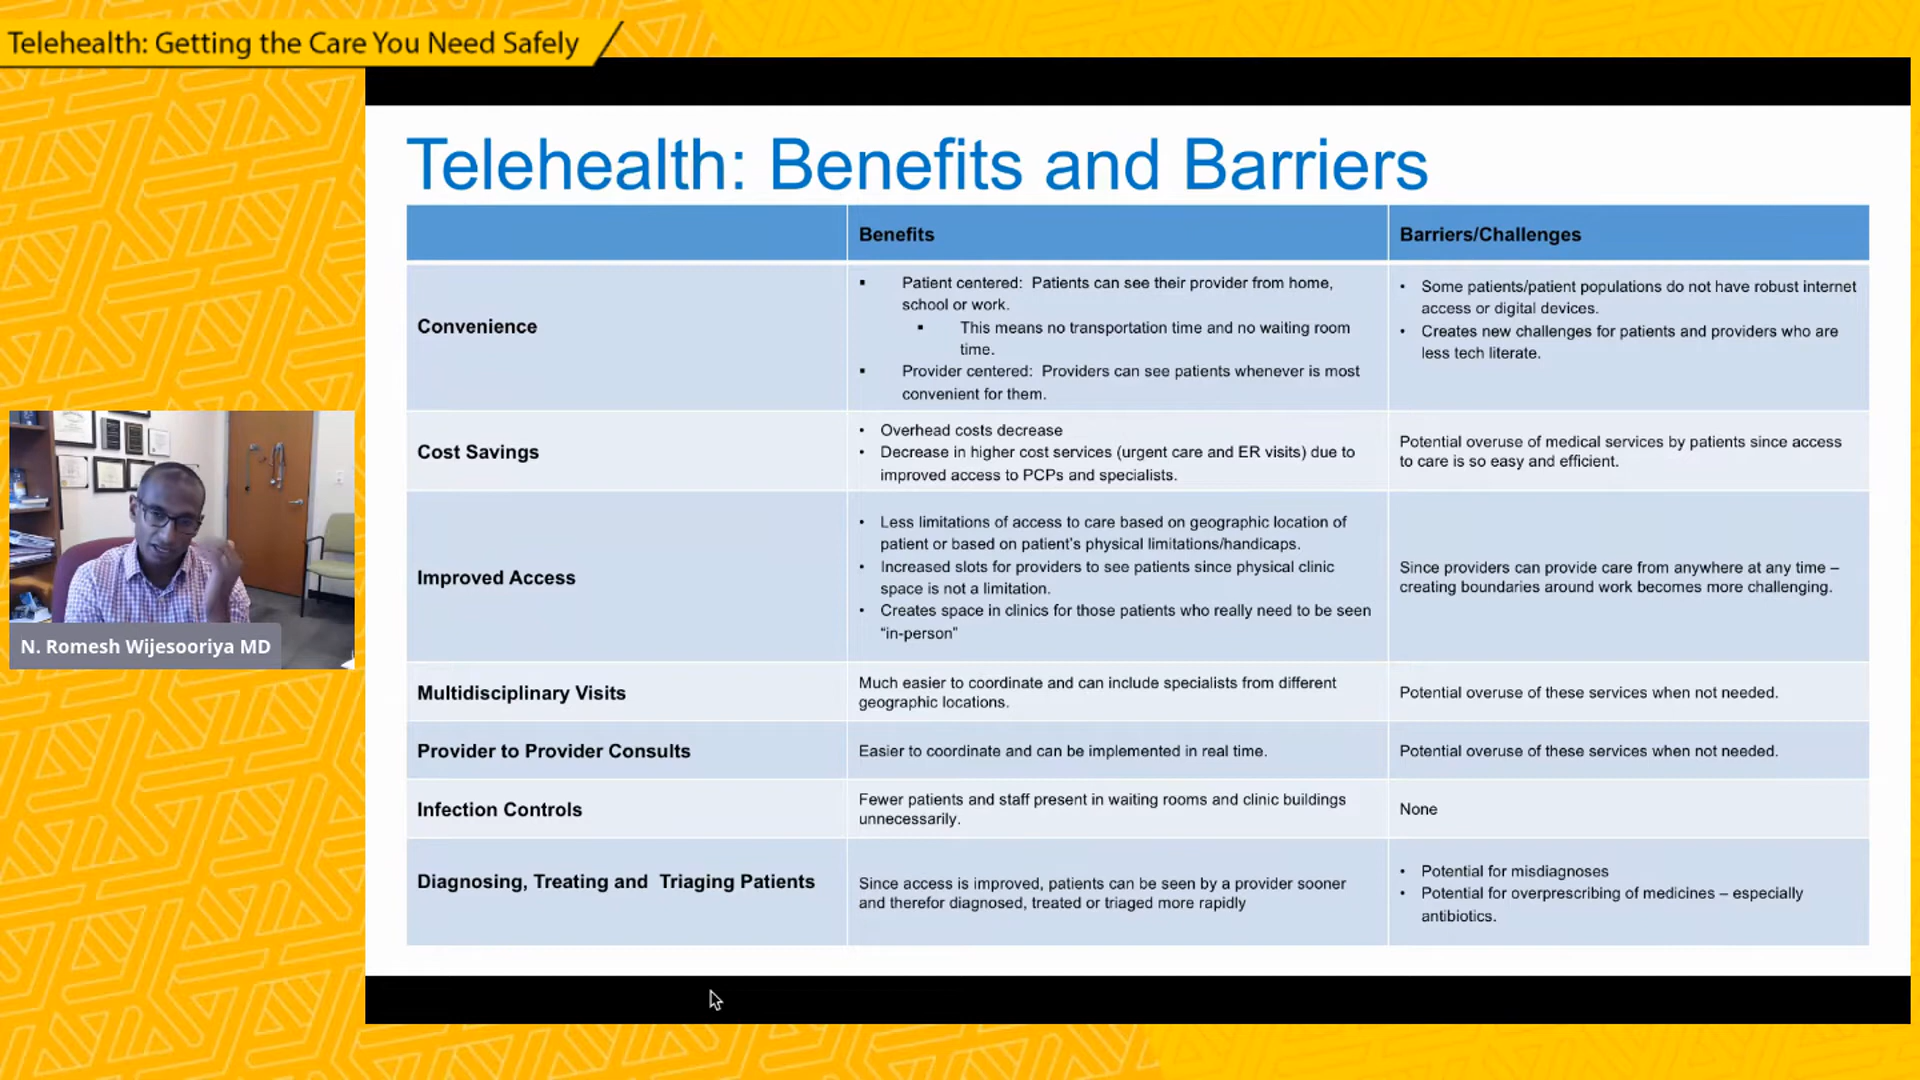 Telehealth: Getting the Care You Need Safely
Telehealth: Benefits and Barriers
Benefits
Barriers/Challenges
Convenience
▪ Patient centered: Patients can see their provider from home,
school or work.
▪ This means no transportation time and no waiting room
time.
▪ Provider centered: Providers can see patients whenever is most
convenient for them.
• Some patients/patient populations do not have robust internet
access or digital devices.
• Creates new challenges for patients and providers who are
less tech literate.
Cost Savings
• Overhead costs decrease
• Decrease in higher cost services (urgent care and ER visits) due to
improved access to PCPs and specialists.
Potential overuse of medical services by patients since access
to care is so easy and efficient.
Improved Access
• Less limitations of access to care based on geographic location of
patient or based on patient's physical limitations/handicaps.
• Increased slots for providers to see patients since physical clinic
space is not a limitation.
• Creates space in clinics for those patients who really need to be seen
“in-person”
Since providers can provide care from anywhere at any time –
creating boundaries around work becomes more challenging.
Multidisciplinary Visits
Much easier to coordinate and can include specialists from different
geographic locations.
Potential overuse of these services when not needed.
Provider to Provider Consults
Easier to coordinate and can be implemented in real time.
Potential overuse of these services when not needed.
Infection Controls
Fewer patients and staff present in waiting rooms and clinic buildings
unnecessarily.
None
Diagnosing, Treating and Triaging Patients
Since access is improved, patients can be seen by a provider sooner
and therefor diagnosed, treated or triaged more rapidly
• Potential for misdiagnoses
• Potential for overprescribing of medicines – especially
antibiotics.
N. Romesh Wijesooriya MD